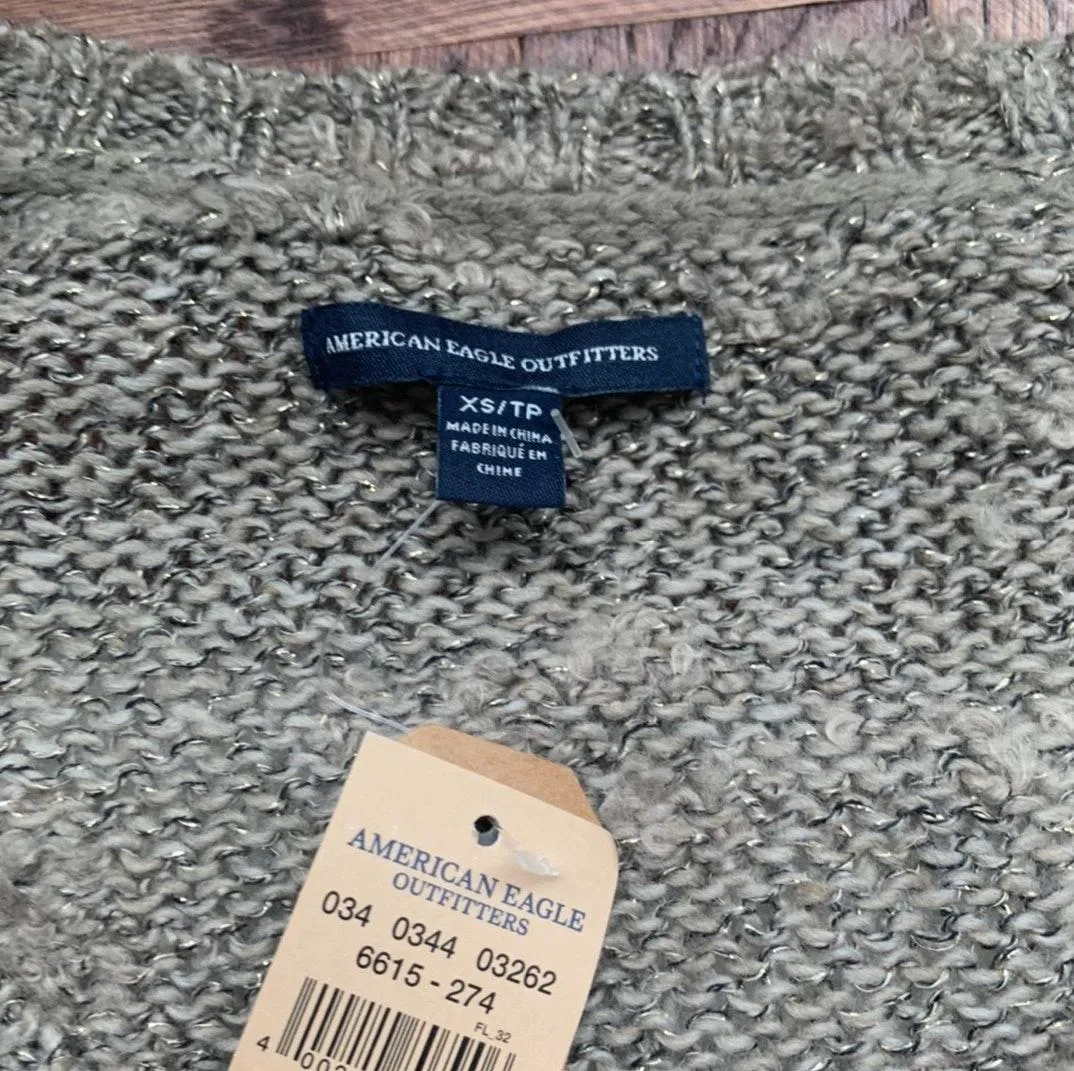 AMERICAN EAGLE OUTFITTERS
XS/TP
MADE IN CHINA
FABRIQUÉ EN
CHINE
AMERICAN EAGLE
OUTFITTERS
034 0344 03262
6615 - 274
FL_32
4